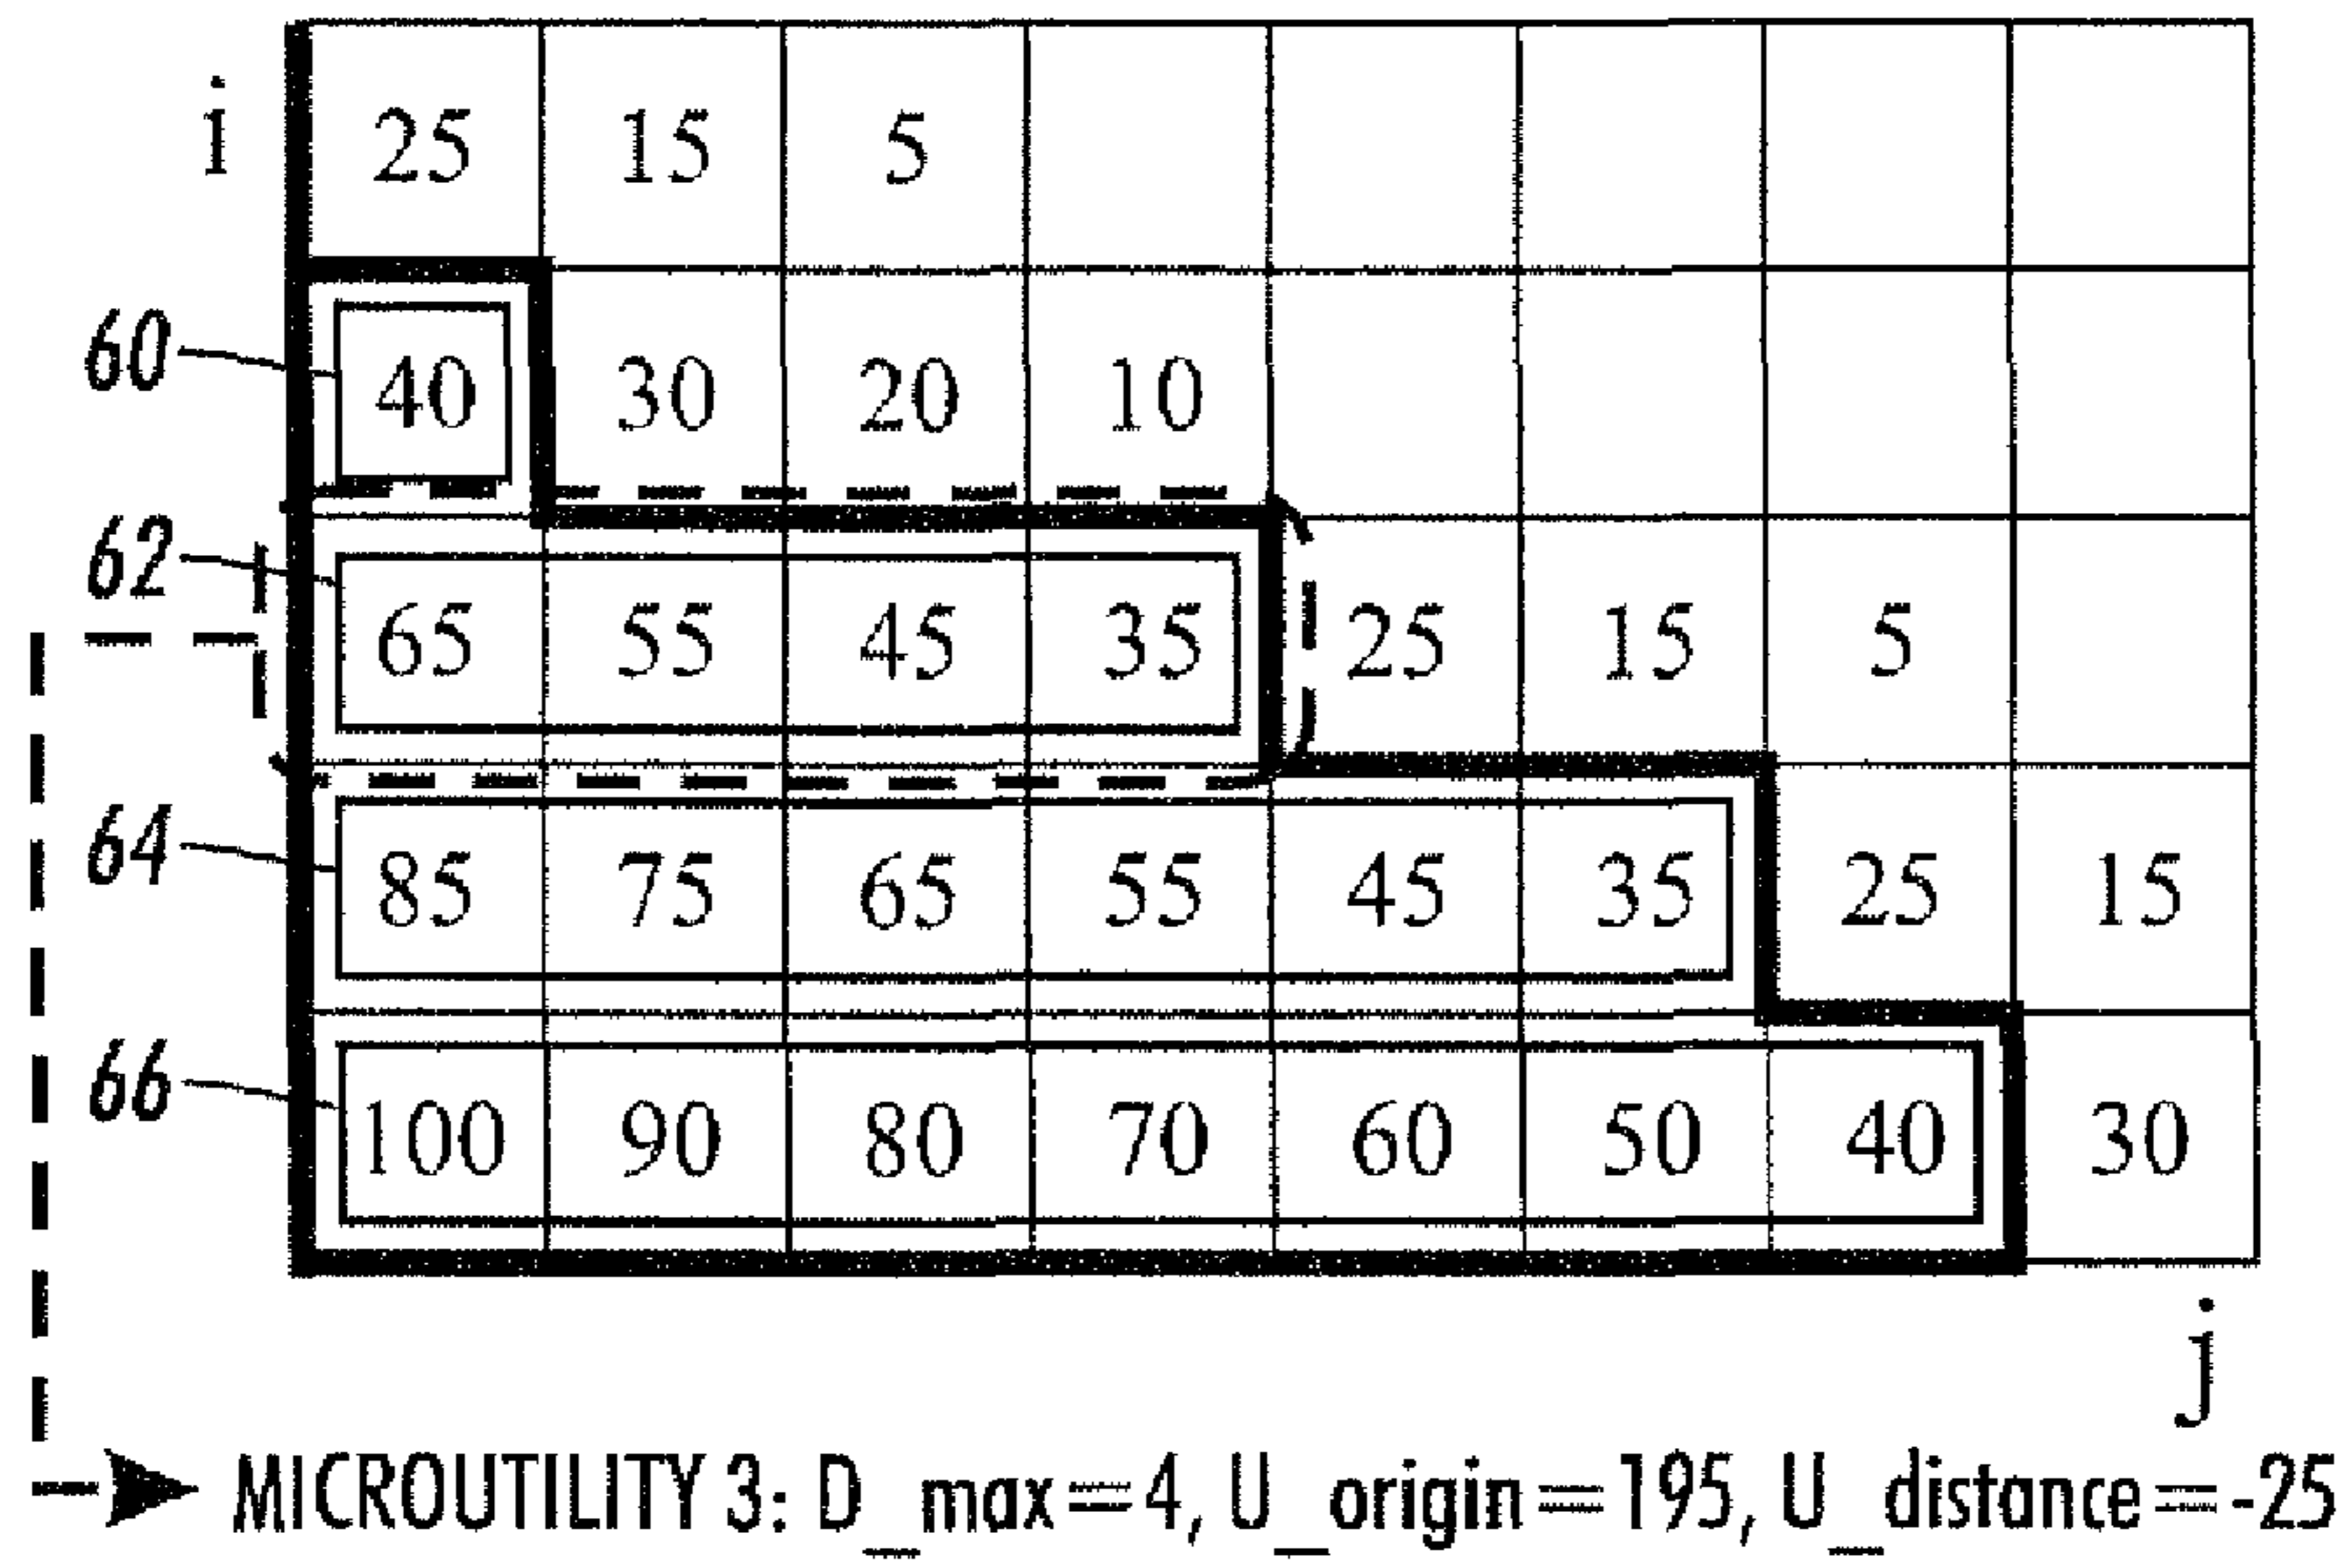 i 25 15 5
60 40 30 20 10
62 65 55 45 35 25 15 5
64 85 75 65 55 45 35 25 15
66 100 90 80 70 60 50 40 30
j
MICROUTILITY 3: D_max=4, U_origin=195, U_distance=-25